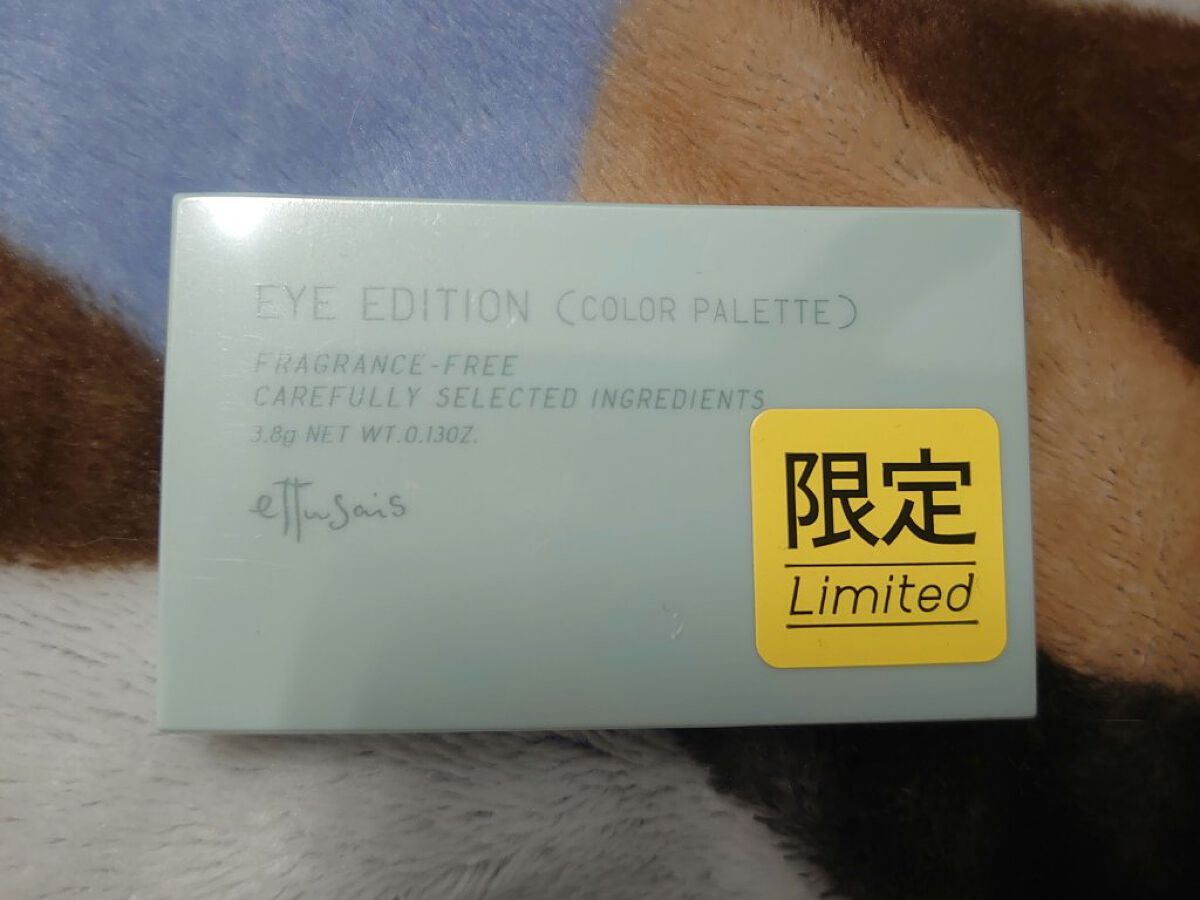 EYE EDITION (COLOR PALETTE)
FRAGRANCE-FREE
CAREFULLY SELECTED INGREDIENTS
3.8g NET WT.0.13OZ.
ettusais
限定
Limited